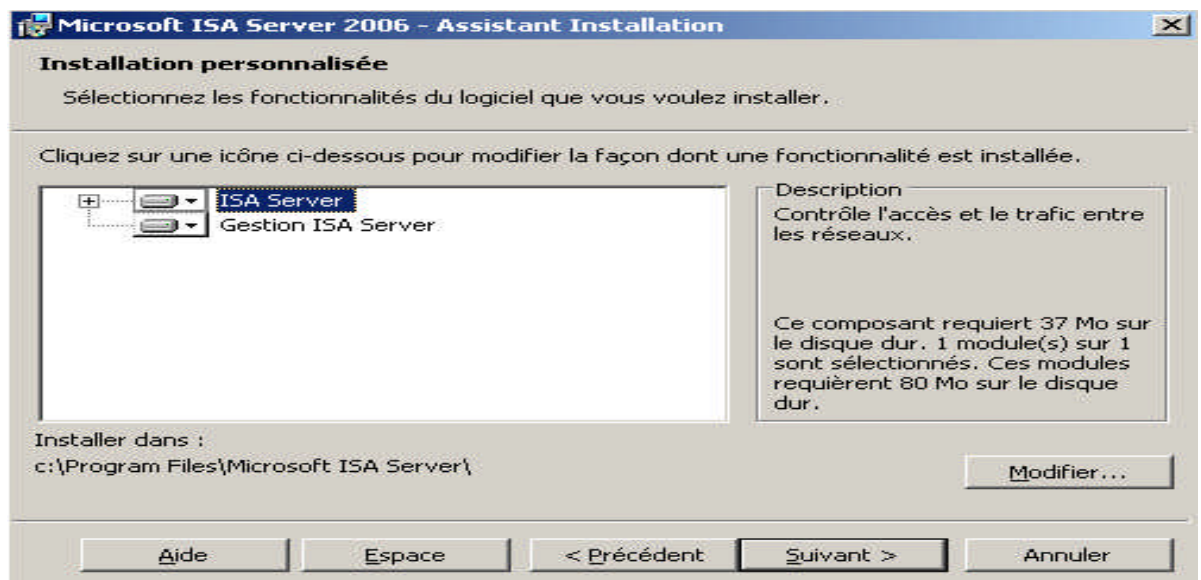 Microsoft ISA Server 2006 - Assistant Installation
Installation personnalisée
Sélectionnez les fonctionnalités du logiciel que vous voulez installer.
Cliquez sur une icône ci-dessous pour modifier la façon dont une fonctionnalité est installée.
ISA Server
Gestion ISA Server
Description
Contrôle l'accès et le trafic entre
les réseaux.
Ce composant requiert 37 Mo sur
le disque dur. 1 module(s) sur 1
sont sélectionnés. Ces modules
requièrent 80 Mo sur le disque
dur.
Installer dans :
c:\Program Files\Microsoft ISA Server\
Modifier...
Aide
Espace
< Précédent
Suivant >
Annuler